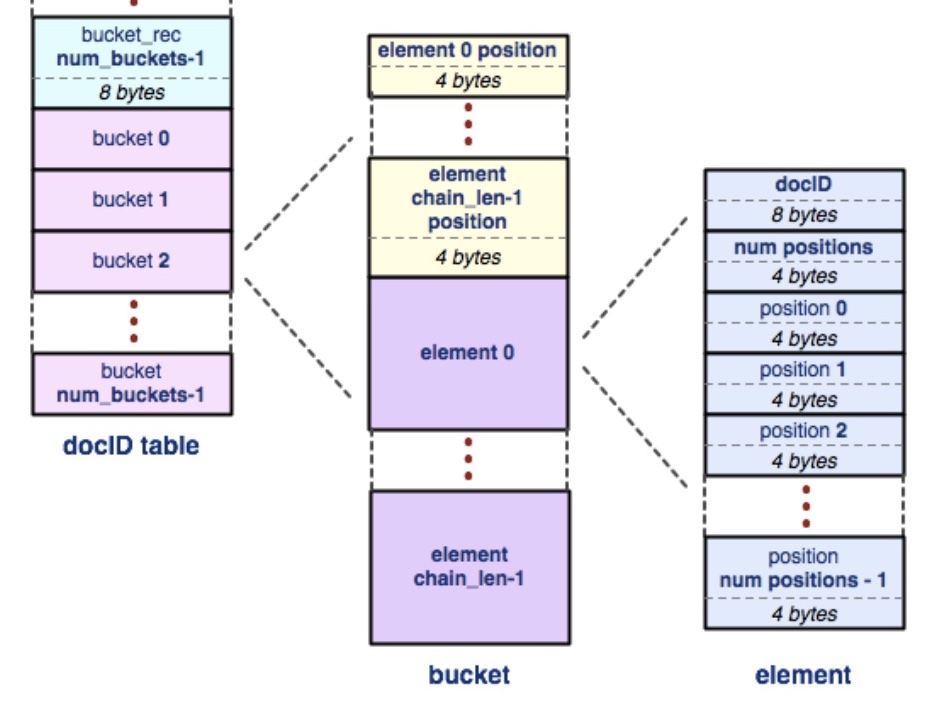 bucket_rec
num_buckets-1
8 bytes
bucket 0
bucket 1
bucket 2
bucket
num_buckets-1
docID table
element 0 position
4 bytes
element
chain_len-1
position
4 bytes
element 0
element
chain_len-1
bucket
docID
8 bytes
num positions
4 bytes
position 0
4 bytes
position 1
4 bytes
position 2
4 bytes
position
num positions - 1
4 bytes
element